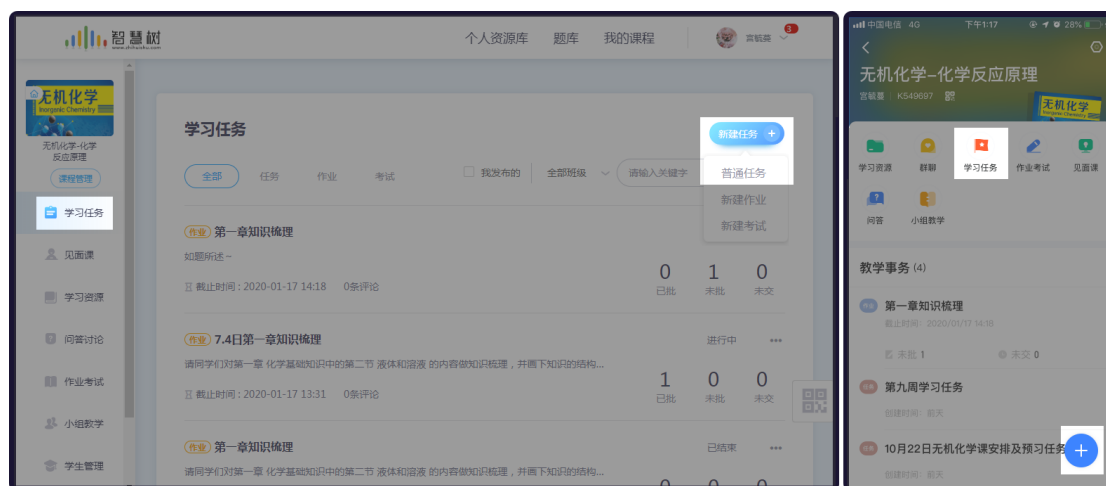 智慧树
www.zhihuishu.com
个人资源库 题库 我的课程
宫毓蔓 3
无机化学
Inorganic Chemistry
无机化学-化学
反应原理
课程管理
学习任务
见面课
学习资源
问答讨论
作业考试
小组教学
学生管理
学习任务
新建任务 +
全部 任务 作业 考试
我发布的 全部班级 请输入关键字
普通任务
新建作业
新建考试
作业 第一章知识梳理
如题所述~
截止时间 : 2020-01-17 14:18 0条评论
0 1 0
已批 未批 未交
作业 7.4日第一章知识梳理
进行中
请同学们对第一章 化学基础知识中的第二节 液体和溶液 的内容做知识梳理，并画下知识的结构...
截止时间 : 2020-01-17 13:31 0条评论
1 0 0
已批 未批 未交
作业 第一章知识梳理
已结束
请同学们对第一章 化学基础知识中的第二节 液体和溶液 的内容做知识梳理，并画下知识的结构...
0 0 0
中国电信 4G 下午1:17 28%
无机化学-化学反应原理
宫毓蔓 K549697
无机化学
Inorganic Chemistry
学习资源 群聊 学习任务 作业考试 见面课
问答 小组教学
教学事务 (4)
作业 第一章知识梳理
截止时间: 2020/01/17 14:18
未批 1 未交 0
任务 第九周学习任务
创建时间: 前天
任务 10月22日无机化学课安排及预习任务
创建时间: 前天